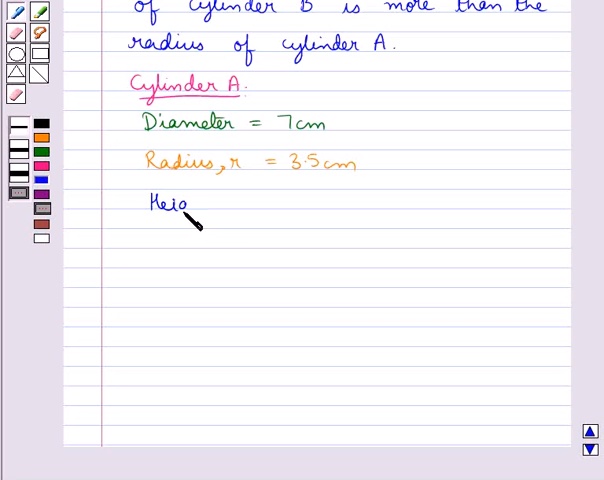 of cylinder B is more than the
radius of cylinder A.
Cylinder A.
Diameter = 7cm
Radius, r = 3.5cm
Heig